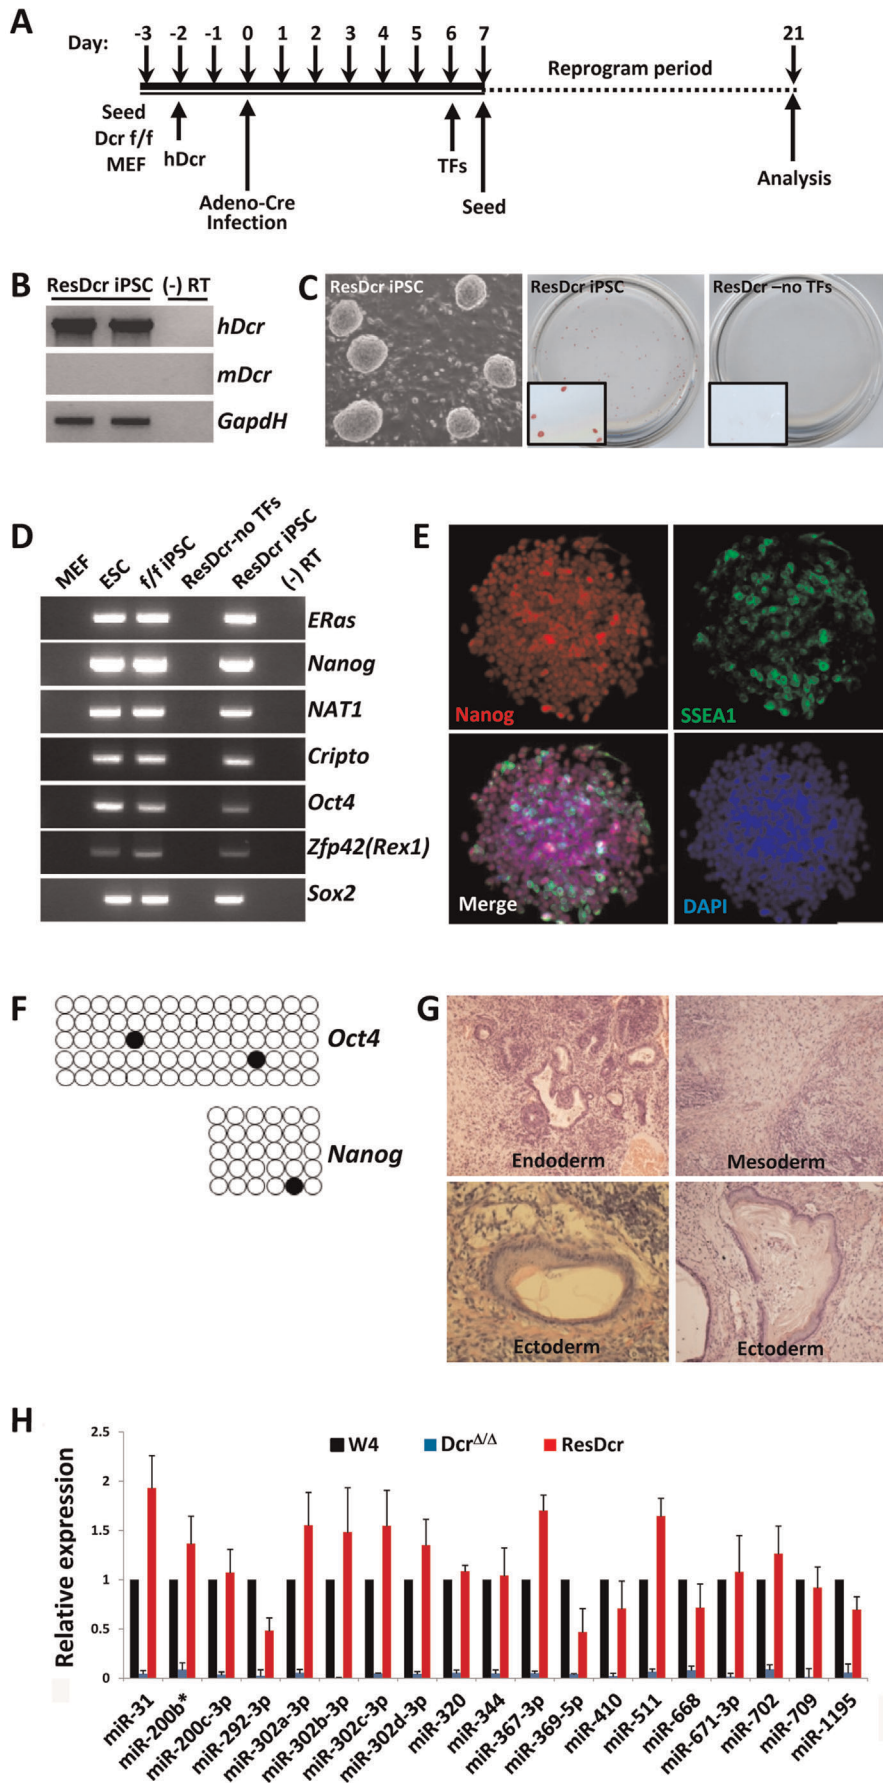 A
Day: -3 -2 -1 0 1 2 3 4 5 6 7 21
Reprogram period
Seed
Dcr f/f
MEF
hDcr
Adeno-Cre
Infection
TFs
Seed
Analysis
B
ResDcr iPSC (-) RT
hDcr
mDcr
GapdH
C
ResDcr iPSC
ResDcr iPSC
ResDcr –no TFs
D
MEF
ESC
f/f iPSC
ResDcr-no TFs
ResDcr iPSC
(-) RT
ERas
Nanog
NAT1
Cripto
Oct4
Zfp42(Rex1)
Sox2
E
Nanog
SSEA1
Merge
DAPI
F
Oct4
Nanog
G
Endoderm
Mesoderm
Ectoderm
Ectoderm
H
W4 DcrΔ/Δ ResDcr
Relative expression
2.5
2
1.5
1
0.5
0
miR-31
miR-200b*
miR-200c-3p
miR-292-3p
miR-302a-3p
miR-302b-3p
miR-302c-3p
miR-302d-3p
miR-320
miR-344
miR-367-3p
miR-369-5p
miR-410
miR-511
miR-668
miR-671-3p
miR-702
miR-709
miR-1195